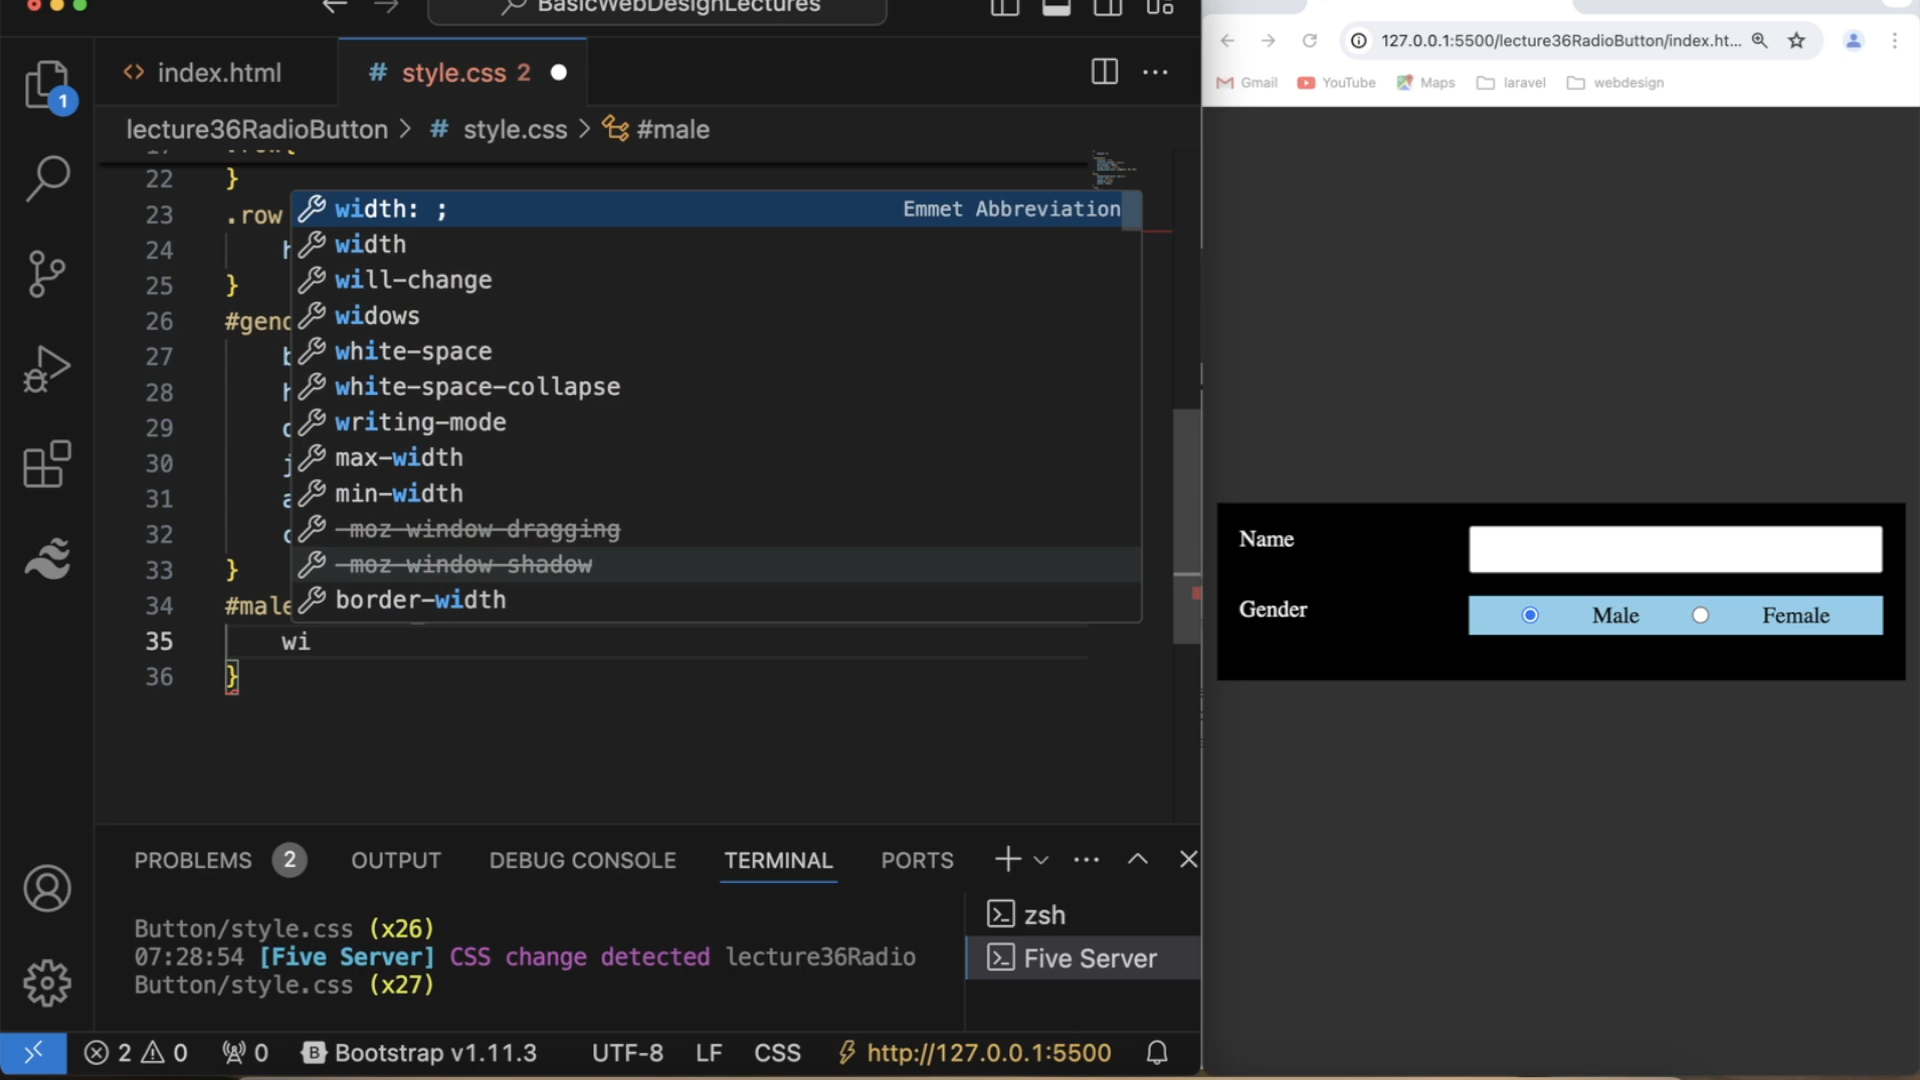 BasicWebDesignLectures
index.html
# style.css 2
lecture36RadioButton > # style.css > #male
22 }
23 .row
24
25 }
26 #gend
27
28
29
30
31
32
33 }
34 #male
35 wi
36 }
width: ; Emmet Abbreviation
width
will-change
widows
white-space
white-space-collapse
writing-mode
max-width
min-width
-moz-window-dragging
-moz-window-shadow
border-width
1
PROBLEMS 2 OUTPUT DEBUG CONSOLE TERMINAL PORTS
Button/style.css (x26)
07:28:54 [Five Server] CSS change detected lecture36Radio
Button/style.css (x27)
zsh
Five Server
2 0 0 Bootstrap v1.11.3 UTF-8 LF CSS http://127.0.0.1:5500
127.0.0.1:5500/lecture36RadioButton/index.ht...
Gmail YouTube Maps laravel webdesign
Name
Gender Male Female